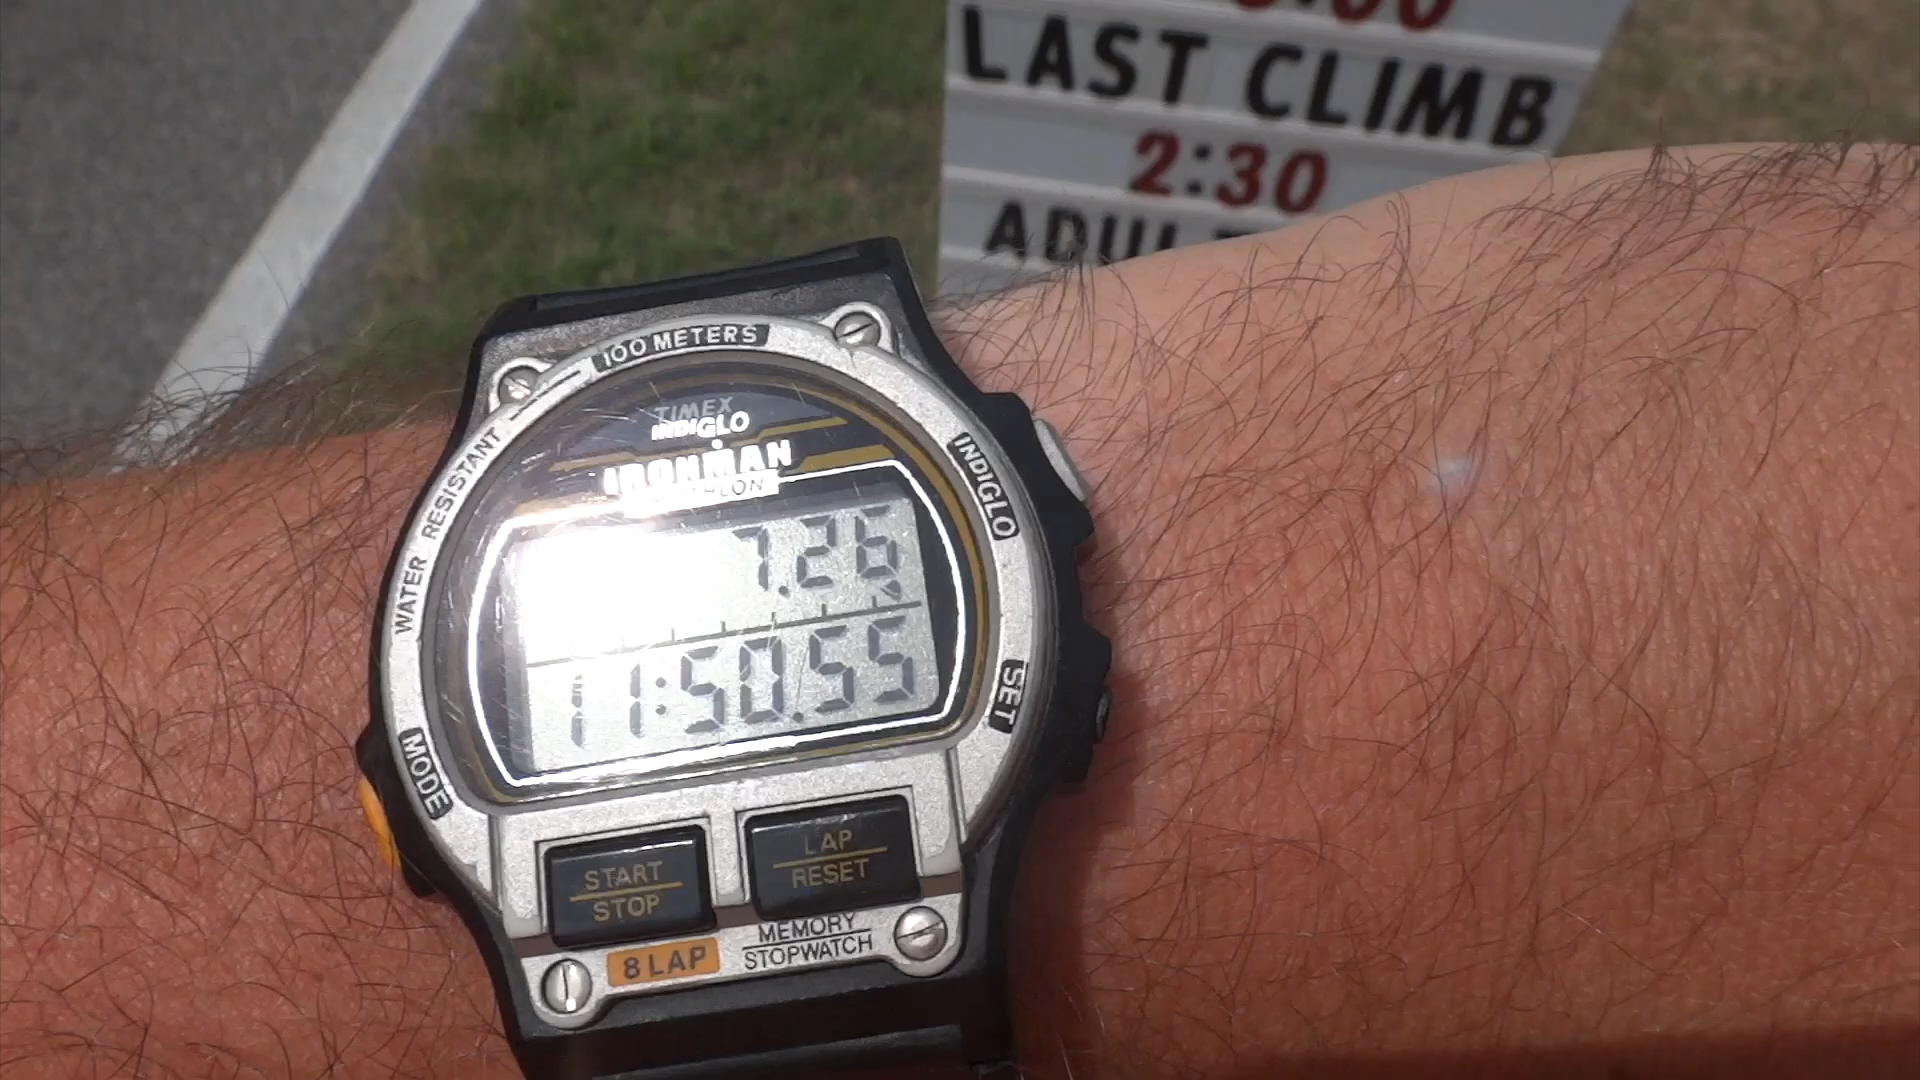 LAST CLIMB
2:30
100 METERS
WATER RESISTANT
TIMEX
INDIGLO
IRONMAN
INDIGLO
7.26
11:50.55
SET
MODE
START
STOP
LAP
RESET
8 LAP
MEMORY
STOPWATCH